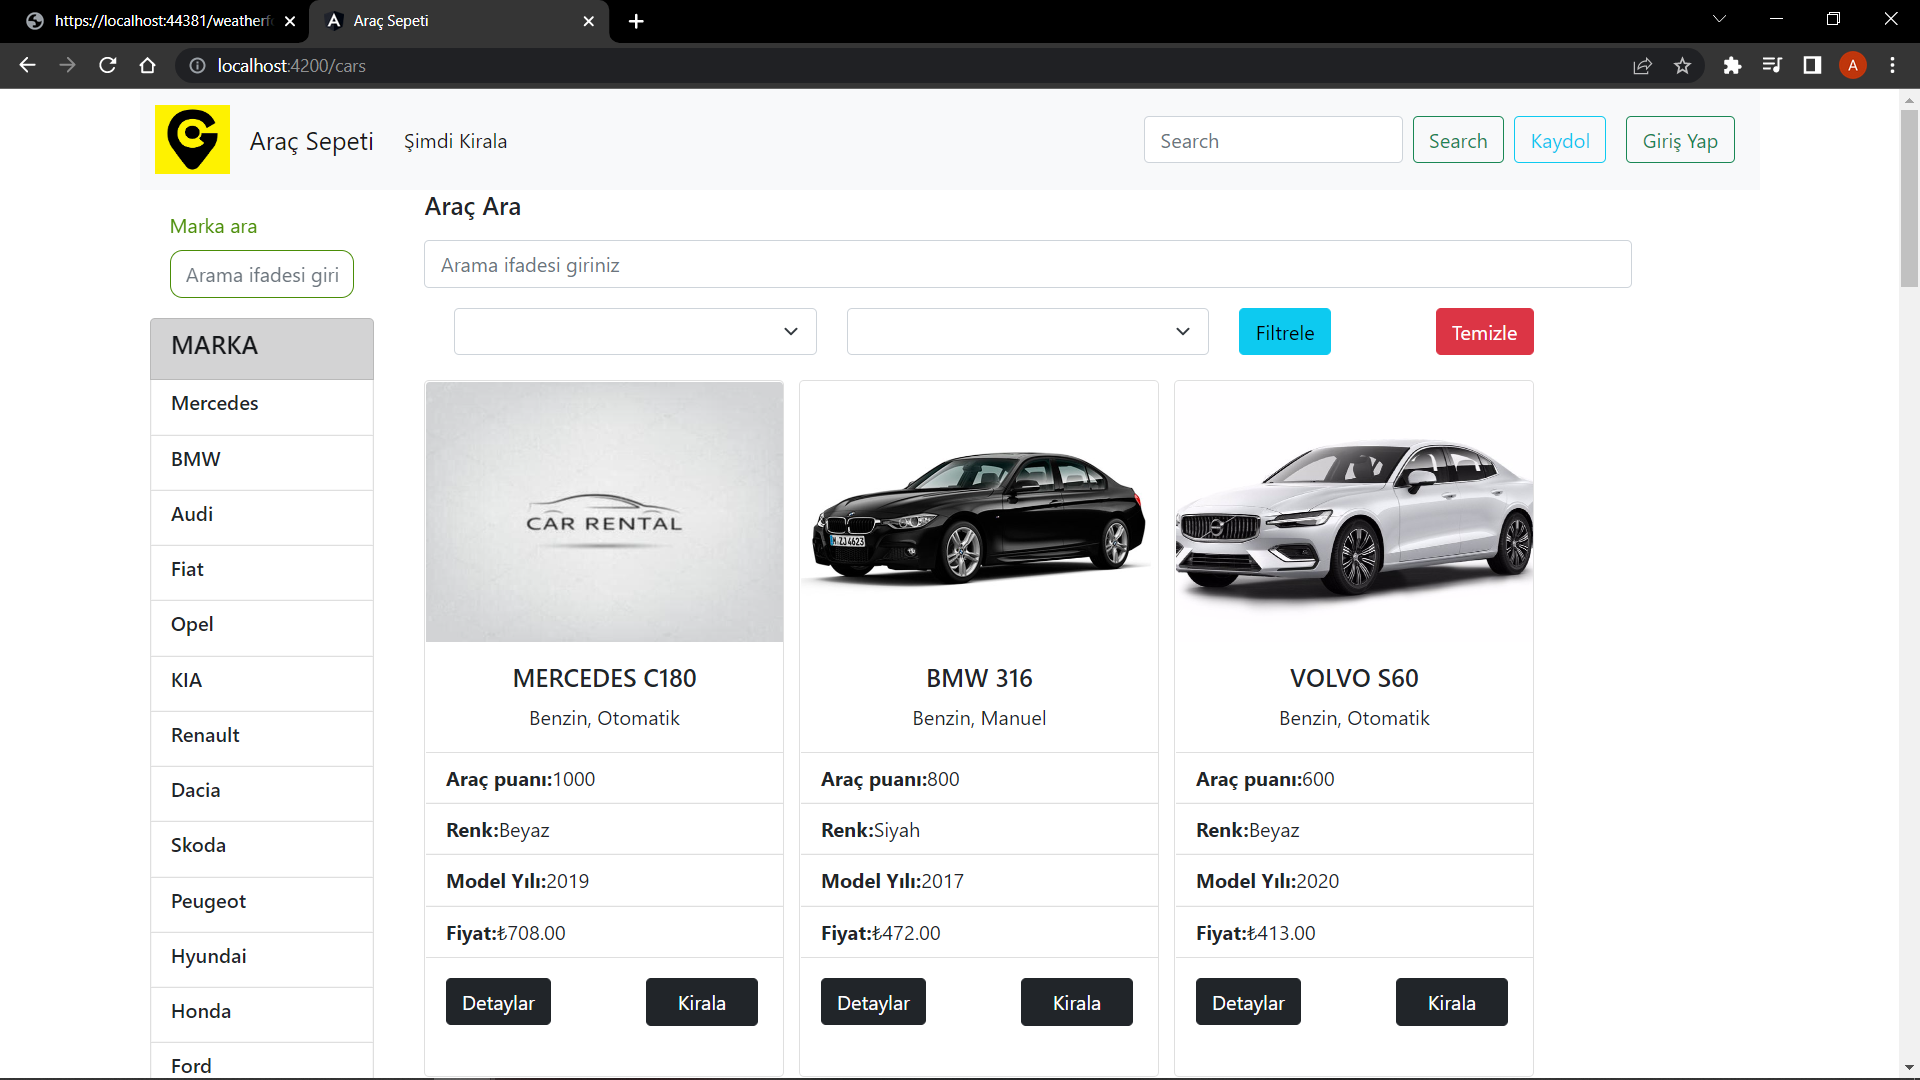 https://localhost:44381/weatherf
Araç Sepeti
localhost:4200/cars
A
Araç Sepeti
Şimdi Kirala
Search
Search
Kaydol
Giriş Yap
Marka ara
Arama ifadesi giri
MARKA
Mercedes
BMW
Audi
Fiat
Opel
KIA
Renault
Dacia
Skoda
Peugeot
Hyundai
Honda
Ford
Araç Ara
Arama ifadesi giriniz
Filtrele
Temizle
CAR RENTAL
MERCEDES C180
Benzin, Otomatik
Araç puanı:1000
Renk:Beyaz
Model Yılı:2019
Fiyat:₺708.00
Detaylar
Kirala
BMW 316
Benzin, Manuel
Araç puanı:800
Renk:Siyah
Model Yılı:2017
Fiyat:₺472.00
Detaylar
Kirala
VOLVO S60
Benzin, Otomatik
Araç puanı:600
Renk:Beyaz
Model Yılı:2020
Fiyat:₺413.00
Detaylar
Kirala